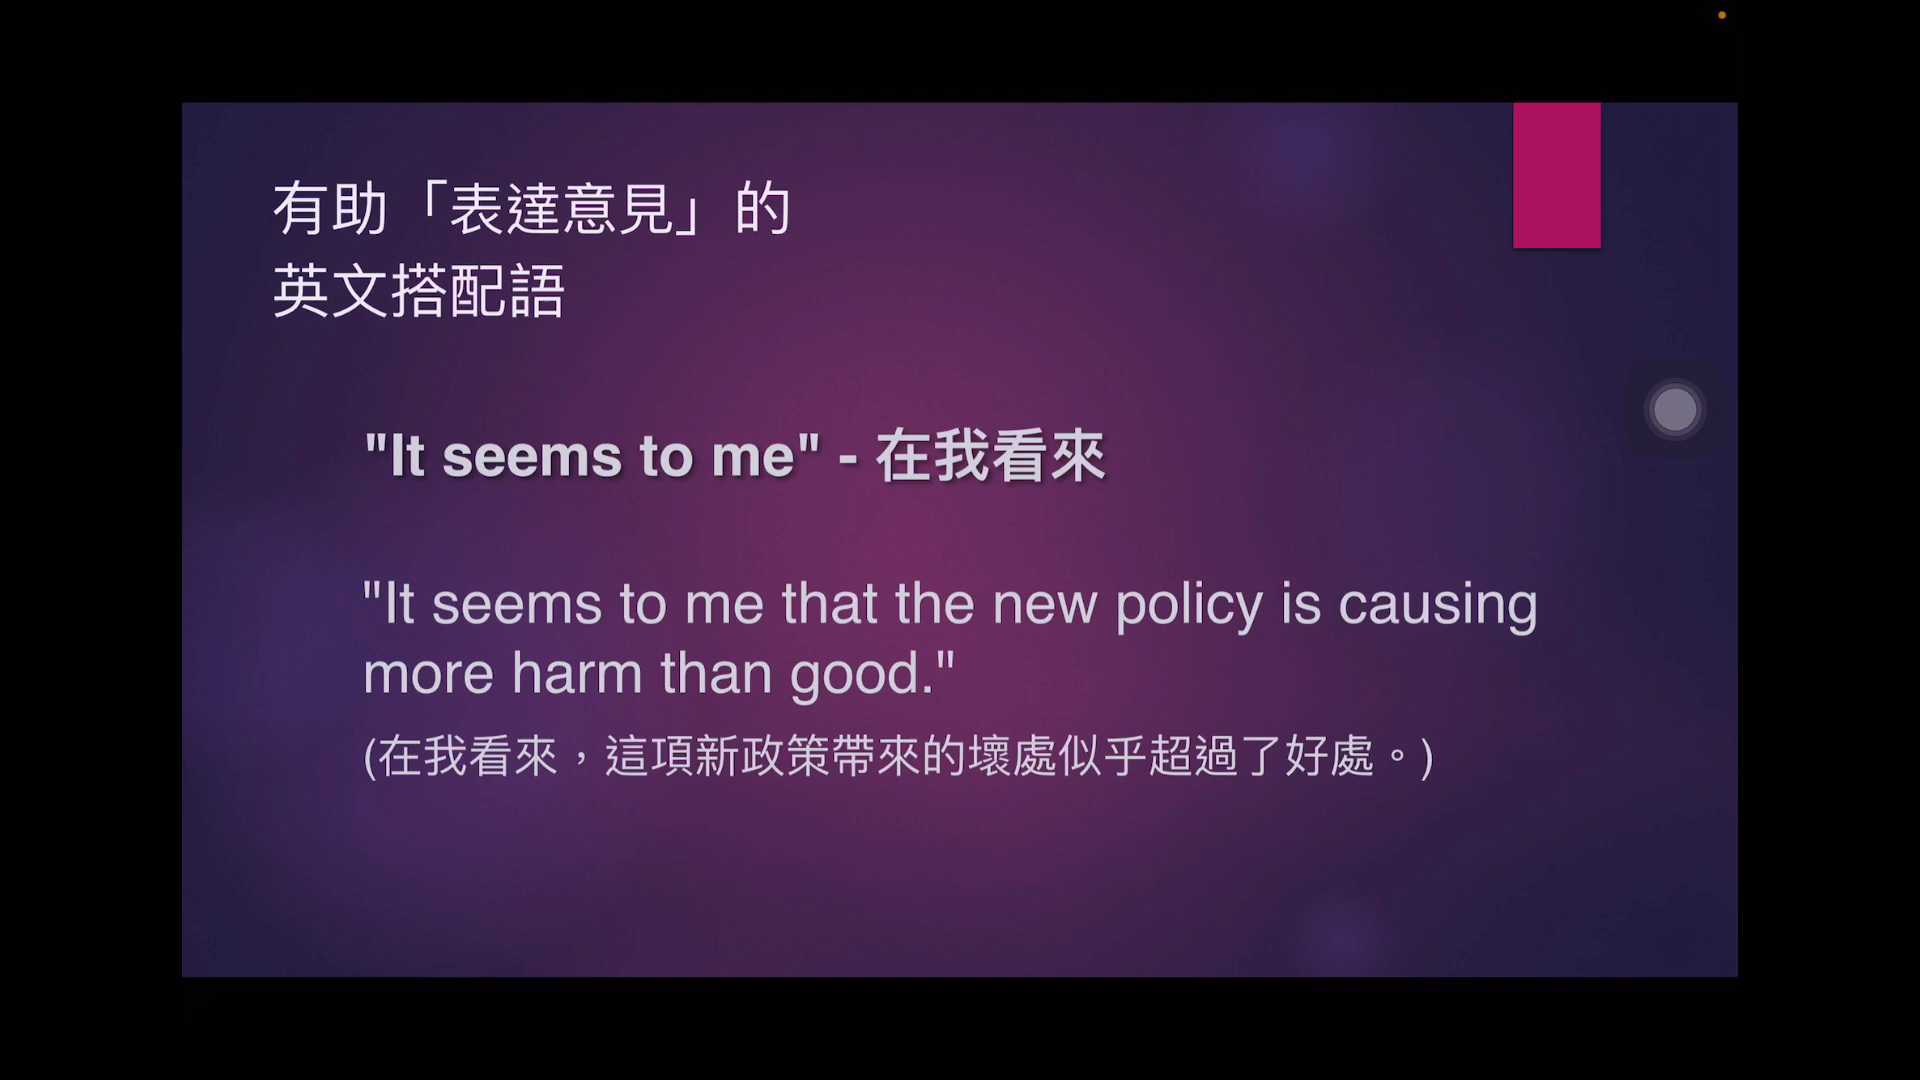 有助「表達意見」的
英文搭配語
"It seems to me" - 在我看來
"It seems to me that the new policy is causing
more harm than good."
(在我看來，這項新政策帶來的壞處似乎超過了好處。)